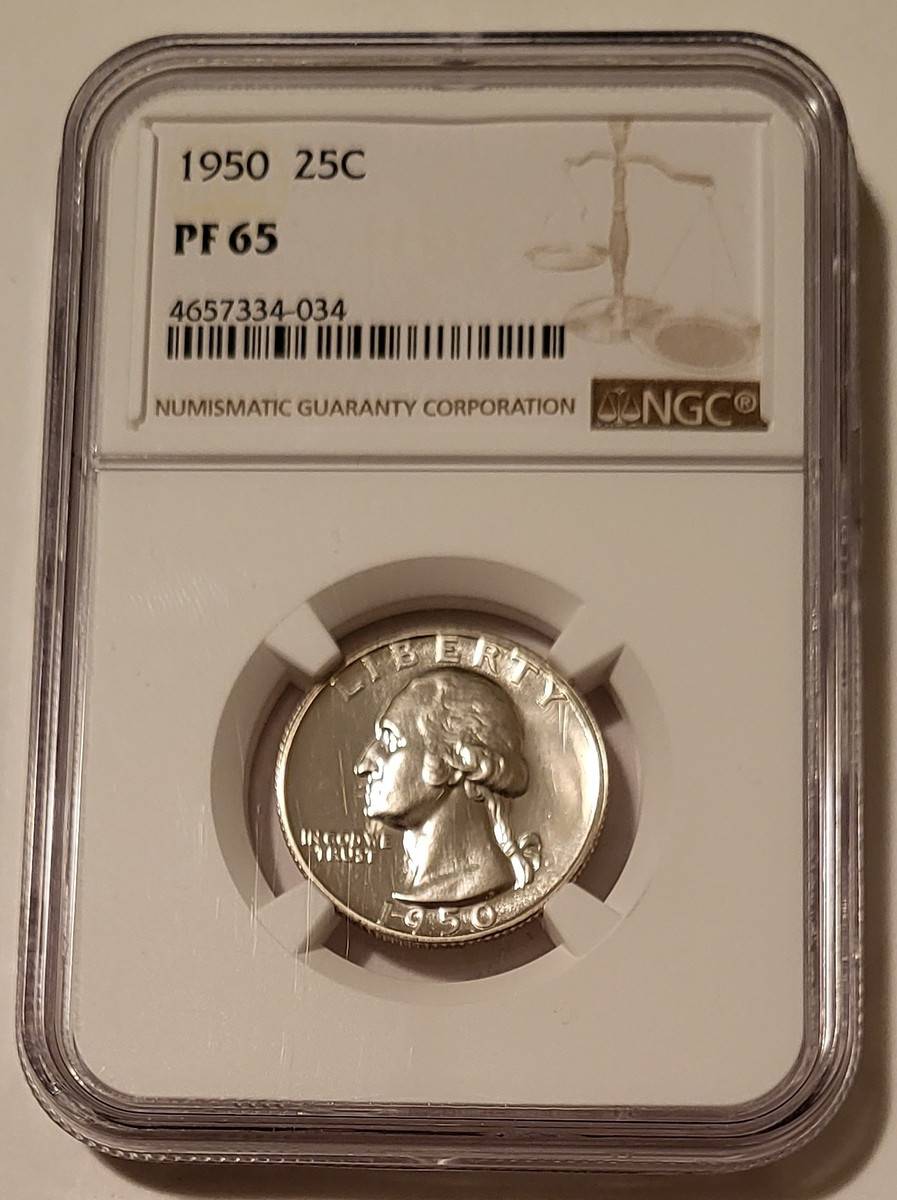 1950 25C
PF 65
4657334-034
NUMISMATIC GUARANTY CORPORATION
NGC®
LIBERTY
IN GOD WE
TRUST
1950